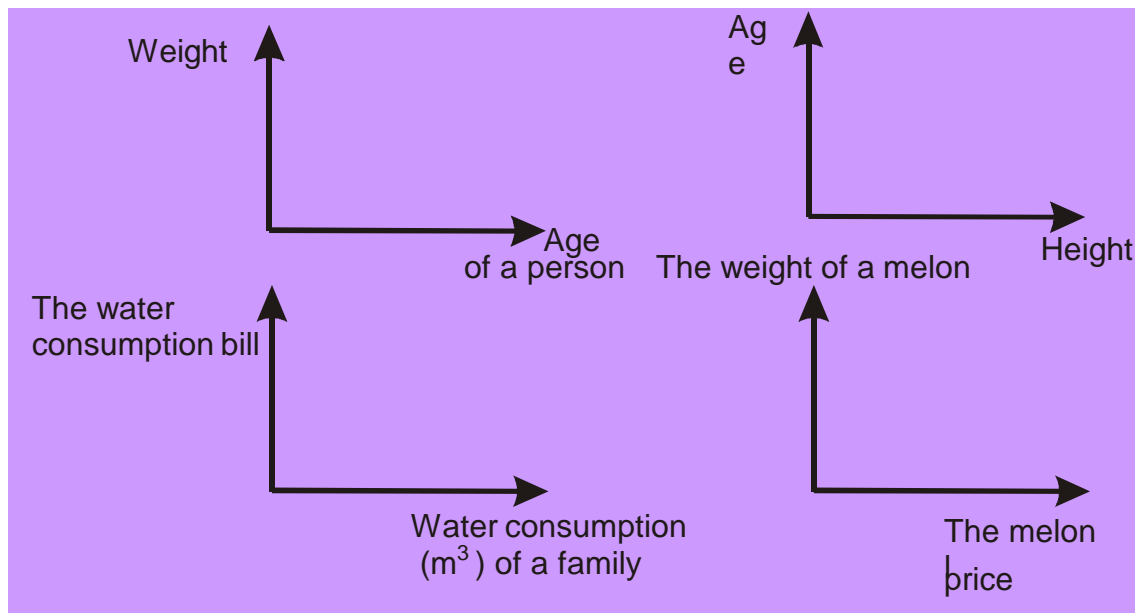 Weight
Ag
e
Age
of a person
Height
The weight of a melon
The water
consumption bill
Water consumption
(m³) of a family
The melon
price